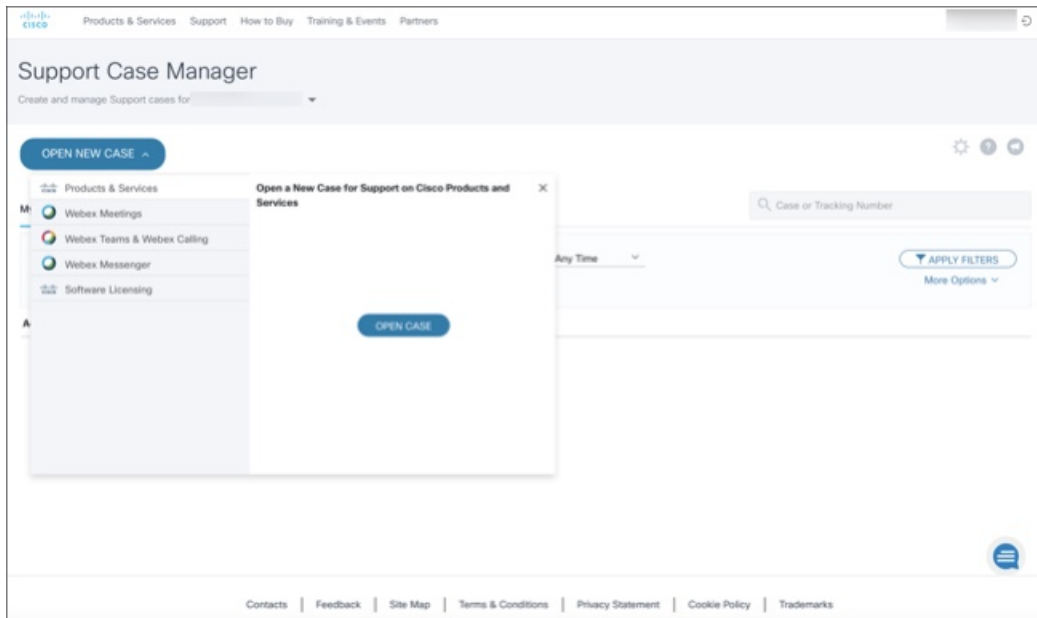 CISCO
Products & Services Support How to Buy Training & Events Partners
Support Case Manager
Create and manage Support cases for
OPEN NEW CASE
Products & Services
Webex Meetings
Webex Teams & Webex Calling
Webex Messenger
Software Licensing
Open a New Case for Support on Cisco Products and
Services
OPEN CASE
Case or Tracking Number
Any Time
APPLY FILTERS
More Options
Contacts | Feedback | Site Map | Terms & Conditions | Privacy Statement | Cookie Policy | Trademarks